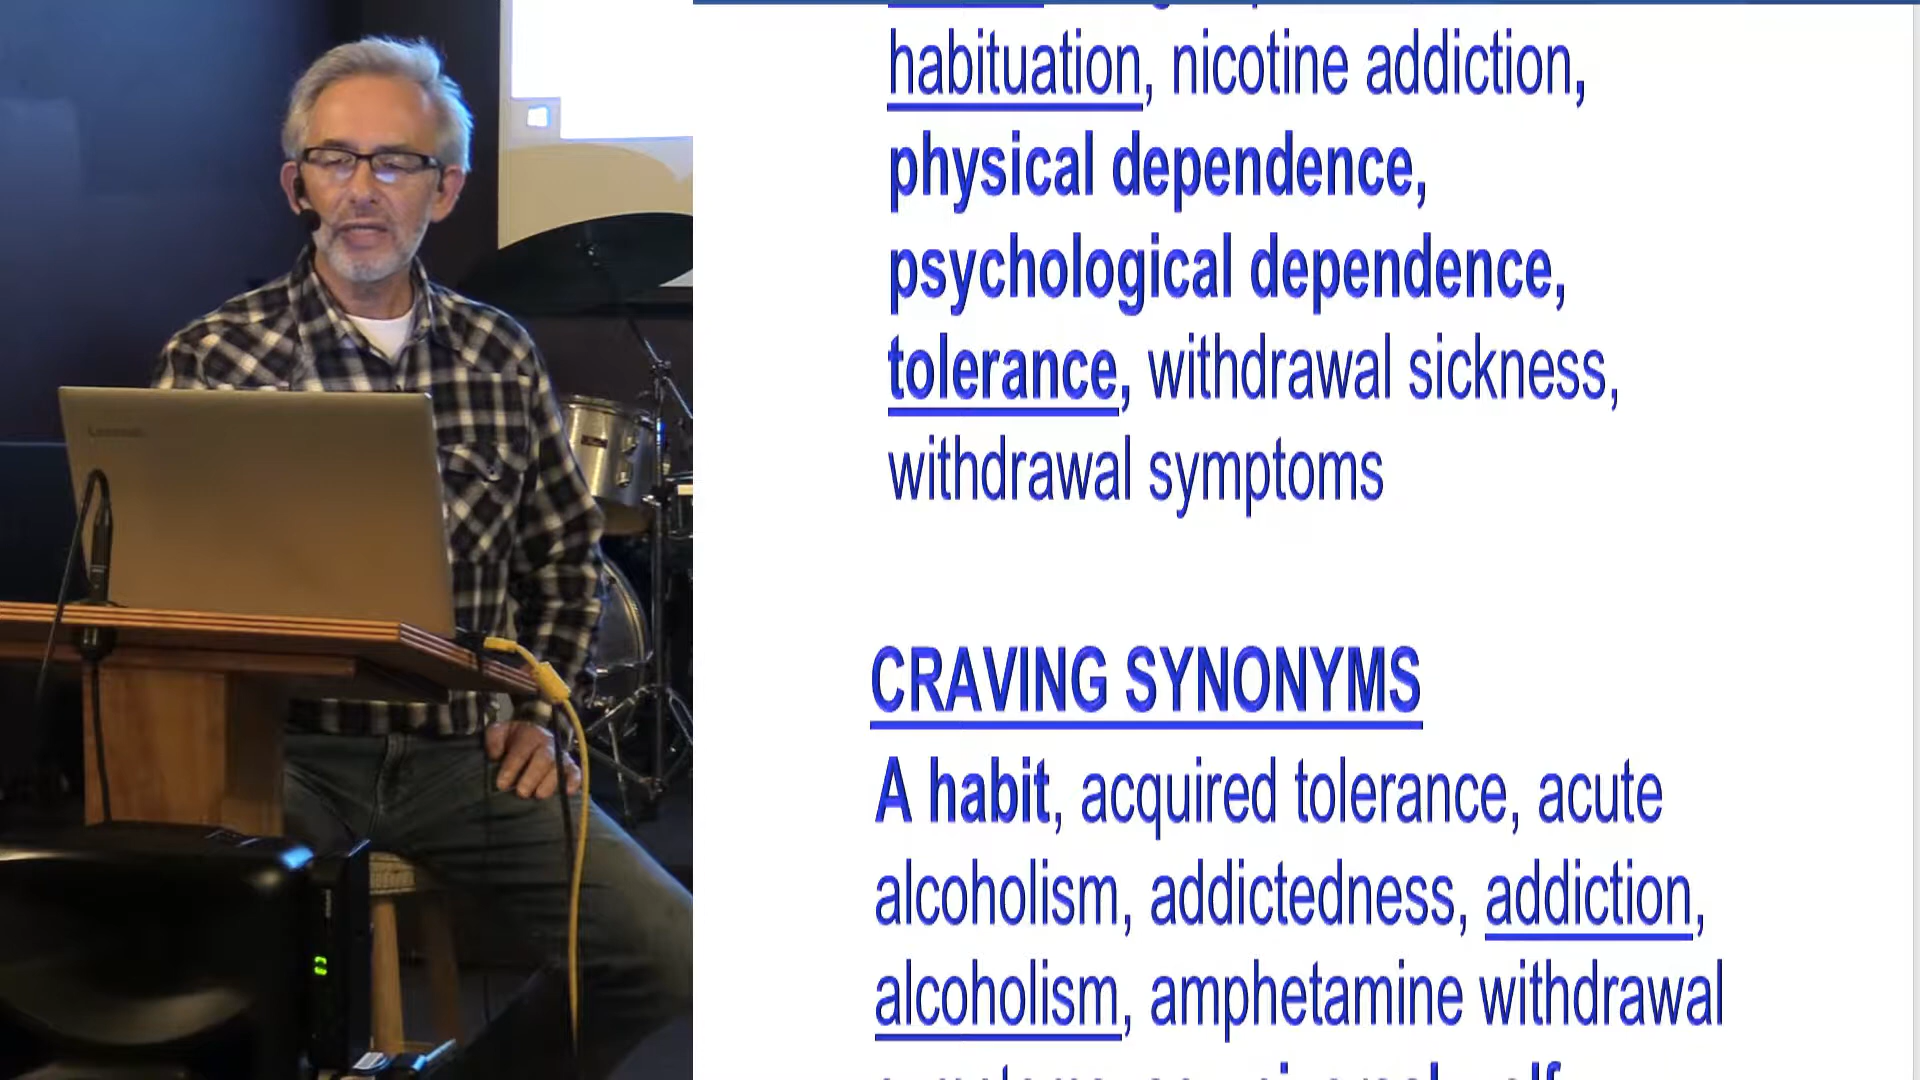 habituation, nicotine addiction,
physical dependence,
psychological dependence,
tolerance, withdrawal sickness,
withdrawal symptoms
CRAVING SYNONYMS
A habit, acquired tolerance, acute
alcoholism, addictedness, addiction,
alcoholism, amphetamine withdrawal